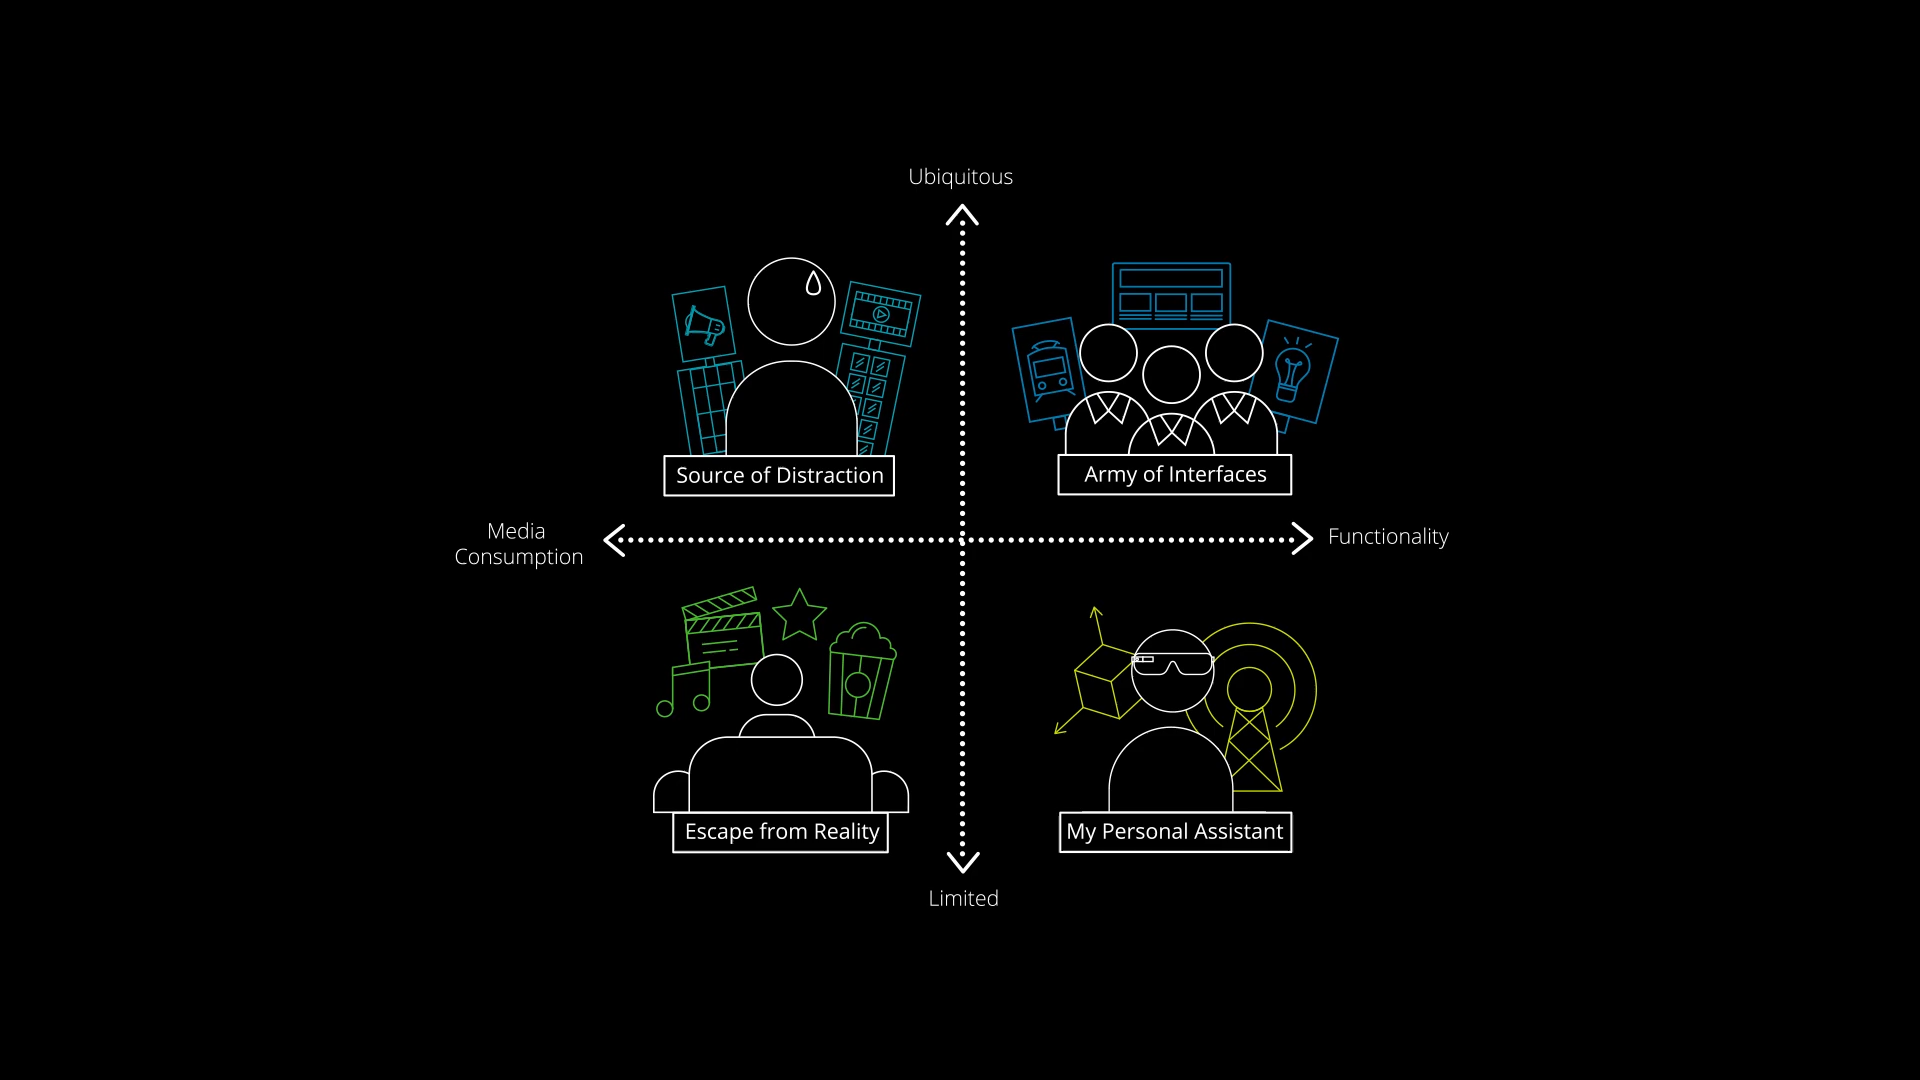 Ubiquitous
Source of Distraction
Army of Interfaces
Media
Consumption
Functionality
Escape from Reality
My Personal Assistant
Limited